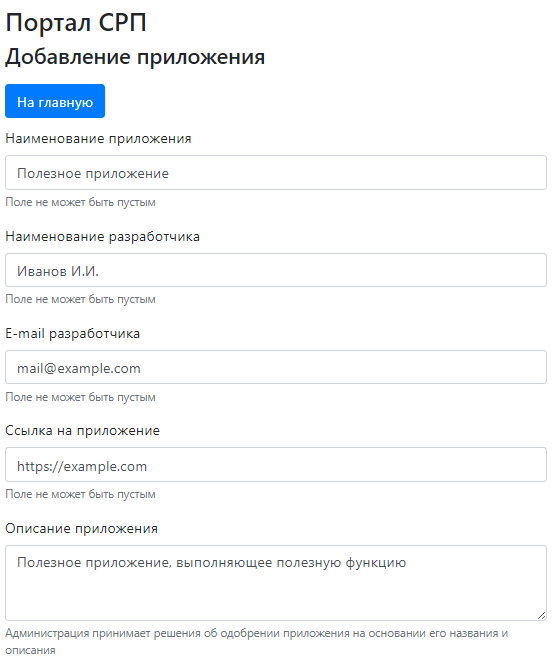 Портал СРП
Добавление приложения
На главную
Наименование приложения
Полезное приложение
Поле не может быть пустым
Наименование разработчика
Иванов И.И.
Поле не может быть пустым
E-mail разработчика
mail@example.com
Поле не может быть пустым
Ссылка на приложение
https://example.com
Поле не может быть пустым
Описание приложения
Полезное приложение, выполняющее полезную функцию
Администрация принимает решения об одобрении приложения на основании его названия и
описания